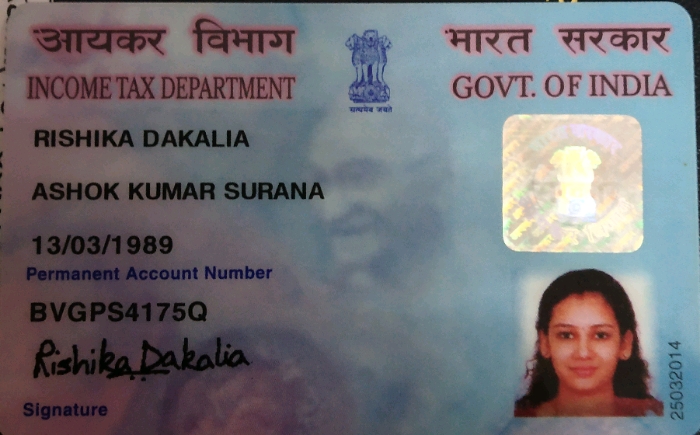 आयकर विभाग
भारत सरकार
INCOME TAX DEPARTMENT
GOVT. OF INDIA
सत्यमेव जयते
RISHIKA DAKALIA
ASHOK KUMAR SURANA
13/03/1989
Permanent Account Number
BVGPS4175Q
Rishika Dakalia
Signature
25032014